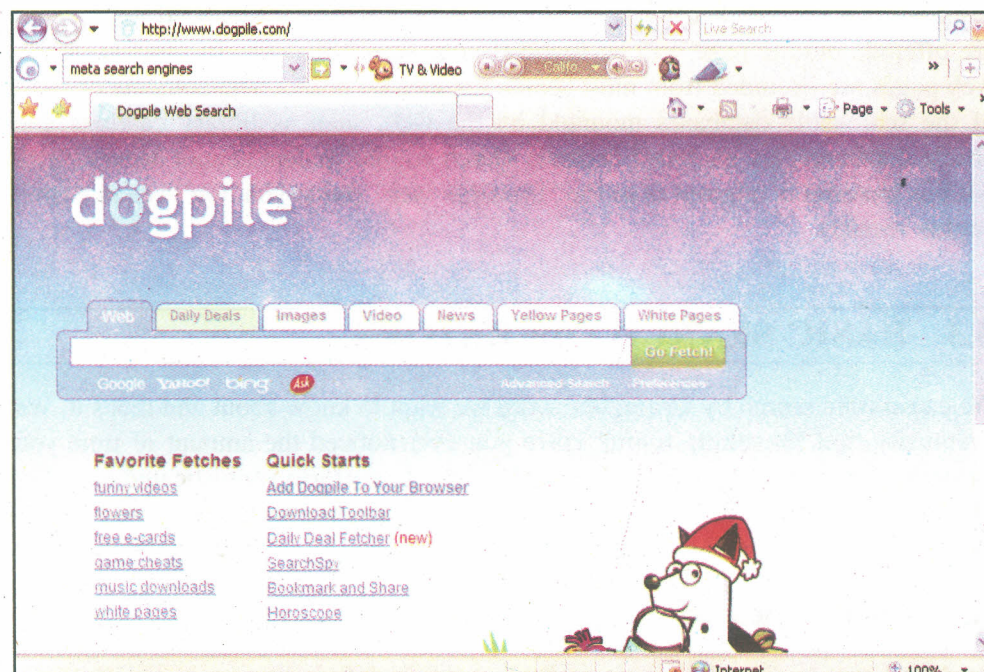 http://www.dogpile.com/ Live Search
meta search engines TV & Video Califo »
Dogpile Web Search Page Tools
dogpile
Web Daily Deals Images Video News Yellow Pages White Pages
Go Fetch!
Google YAHOO! bing Ask Advanced Search Preferences
Favorite Fetches Quick Starts
funny videos Add Dogpile To Your Browser
flowers Download Toolbar
free e-cards Daily Deal Fetcher (new)
game cheats SearchSpy
music downloads Bookmark and Share
white pages Horoscope
Internet 100%